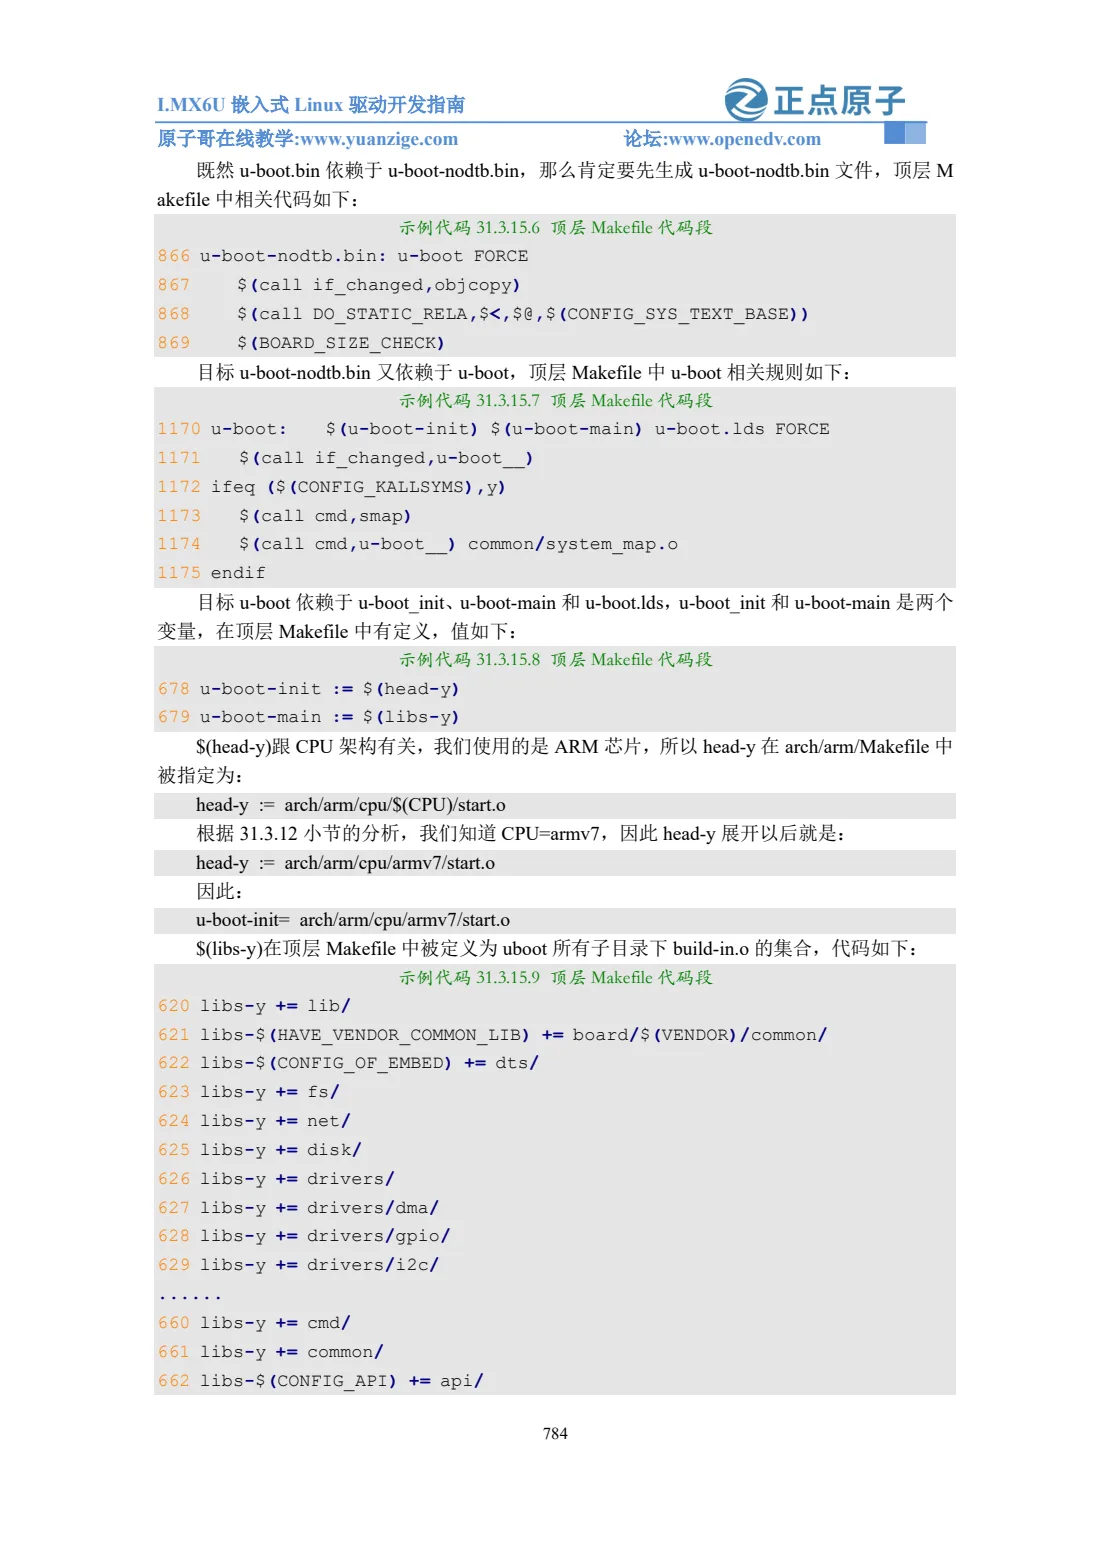 I.MX6U 嵌入式 Linux 驱动开发指南
正点原子
原子哥在线教学:www.yuanzige.com 论坛:www.openedv.com
既然 u-boot.bin 依赖于 u-boot-nodtb.bin，那么肯定要先生成 u-boot-nodtb.bin 文件，顶层 M
akefile 中相关代码如下：
示例代码 31.3.15.6 顶层 Makefile 代码段
866 u-boot-nodtb.bin: u-boot FORCE
867 $(call if_changed,objcopy)
868 $(call DO_STATIC_RELA,$<,$@,$(CONFIG_SYS_TEXT_BASE))
869 $(BOARD_SIZE_CHECK)
目标 u-boot-nodtb.bin 又依赖于 u-boot，顶层 Makefile 中 u-boot 相关规则如下：
示例代码 31.3.15.7 顶层 Makefile 代码段
1170 u-boot: $(u-boot-init) $(u-boot-main) u-boot.lds FORCE
1171 $(call if_changed,u-boot__)
1172 ifeq ($(CONFIG_KALLSYMS),y)
1173 $(call cmd,smap)
1174 $(call cmd,u-boot__) common/system_map.o
1175 endif
目标 u-boot 依赖于 u-boot_init、u-boot-main 和 u-boot.lds，u-boot_init 和 u-boot-main 是两个
变量，在顶层 Makefile 中有定义，值如下：
示例代码 31.3.15.8 顶层 Makefile 代码段
678 u-boot-init := $(head-y)
679 u-boot-main := $(libs-y)
$(head-y)跟 CPU 架构有关，我们使用的是 ARM 芯片，所以 head-y 在 arch/arm/Makefile 中
被指定为：
head-y := arch/arm/cpu/$(CPU)/start.o
根据 31.3.12 小节的分析，我们知道 CPU=armv7，因此 head-y 展开以后就是：
head-y := arch/arm/cpu/armv7/start.o
因此：
u-boot-init= arch/arm/cpu/armv7/start.o
$(libs-y)在顶层 Makefile 中被定义为 uboot 所有子目录下 build-in.o 的集合，代码如下：
示例代码 31.3.15.9 顶层 Makefile 代码段
620 libs-y += lib/
621 libs-$(HAVE_VENDOR_COMMON_LIB) += board/$(VENDOR)/common/
622 libs-$(CONFIG_OF_EMBED) += dts/
623 libs-y += fs/
624 libs-y += net/
625 libs-y += disk/
626 libs-y += drivers/
627 libs-y += drivers/dma/
628 libs-y += drivers/gpio/
629 libs-y += drivers/i2c/
......
660 libs-y += cmd/
661 libs-y += common/
662 libs-$(CONFIG_API) += api/
784